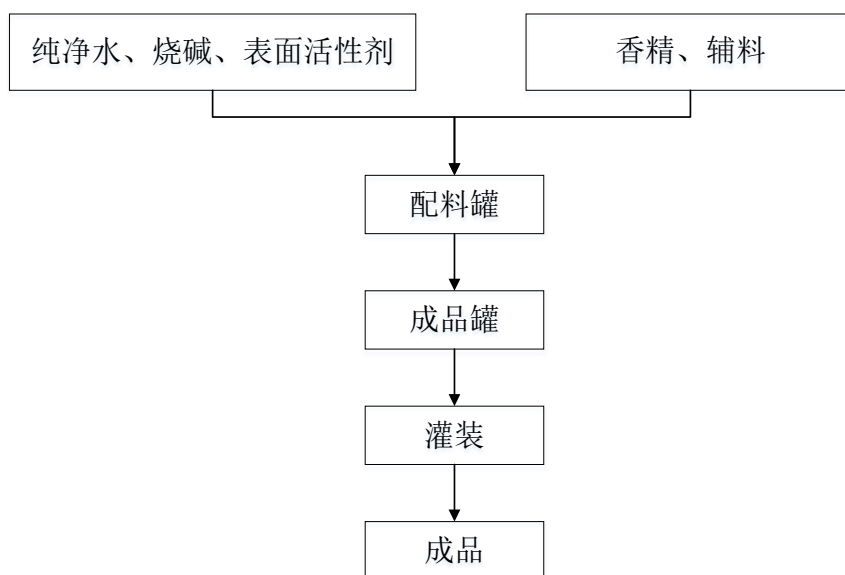 纯净水、烧碱、表面活性剂
香精、辅料
配料罐
成品罐
灌装
成品